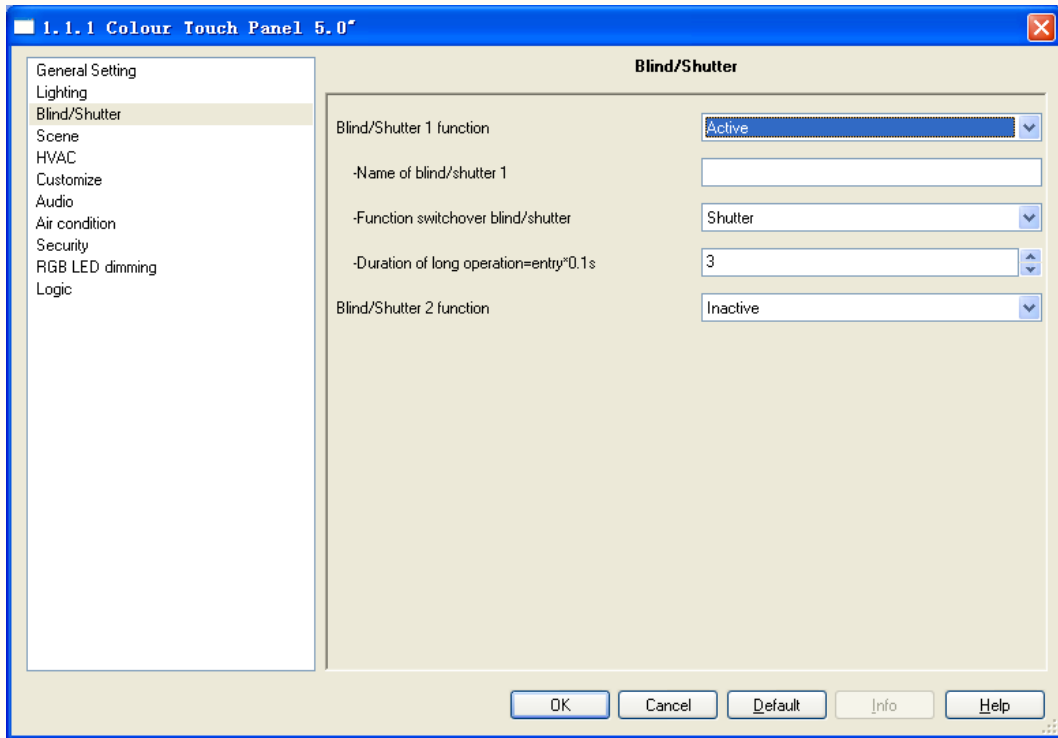 1.1.1 Colour Touch Panel 5.0"
General Setting
Lighting
Blind/Shutter
Scene
HVAC
Customize
Audio
Air condition
Security
RGB LED dimming
Logic
Blind/Shutter
Blind/Shutter 1 function Active
-Name of blind/shutter 1
-Function switchover blind/shutter Shutter
-Duration of long operation=entry*0.1s 3
Blind/Shutter 2 function Inactive
OK Cancel Default Info Help